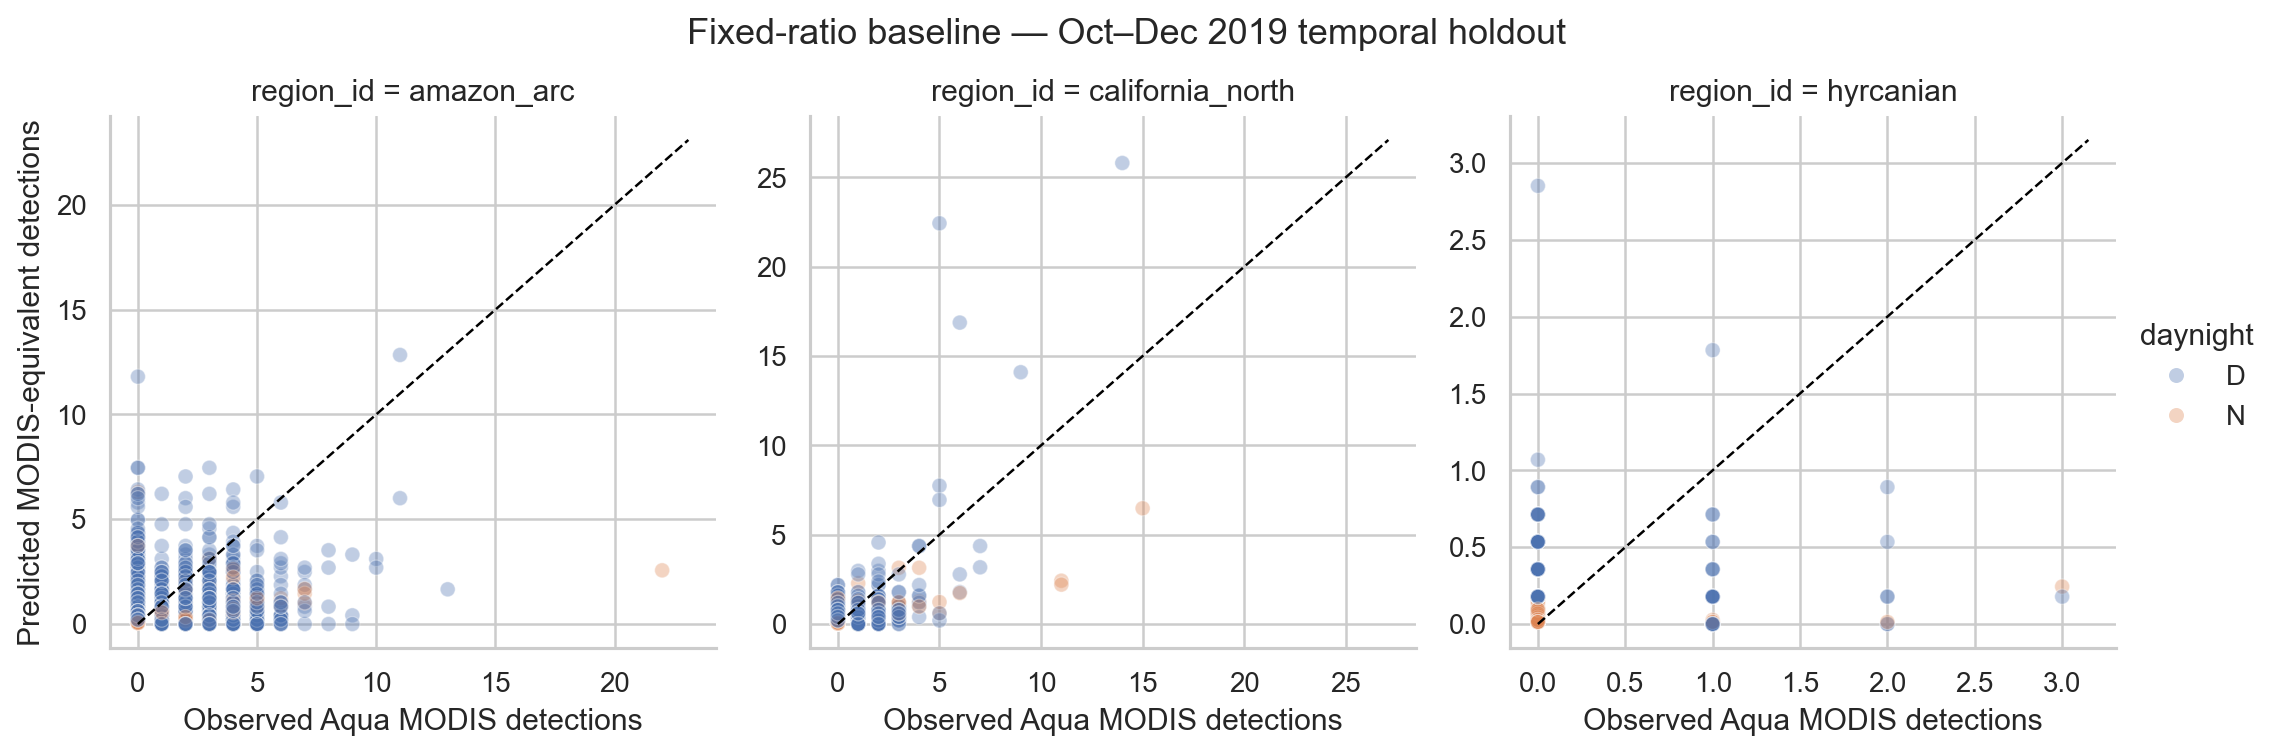 Fixed-ratio baseline — Oct–Dec 2019 temporal holdout
region_id = amazon_arc
region_id = california_north
region_id = hyrcanian
Predicted MODIS-equivalent detections
20
15
10
5
0
0 5 10 15 20
Observed Aqua MODIS detections
25
20
15
10
5
0
0 5 10 15 20 25
Observed Aqua MODIS detections
3.0
2.5
2.0
1.5
1.0
0.5
0.0
0.0 0.5 1.0 1.5 2.0 2.5 3.0
Observed Aqua MODIS detections
daynight
D
N